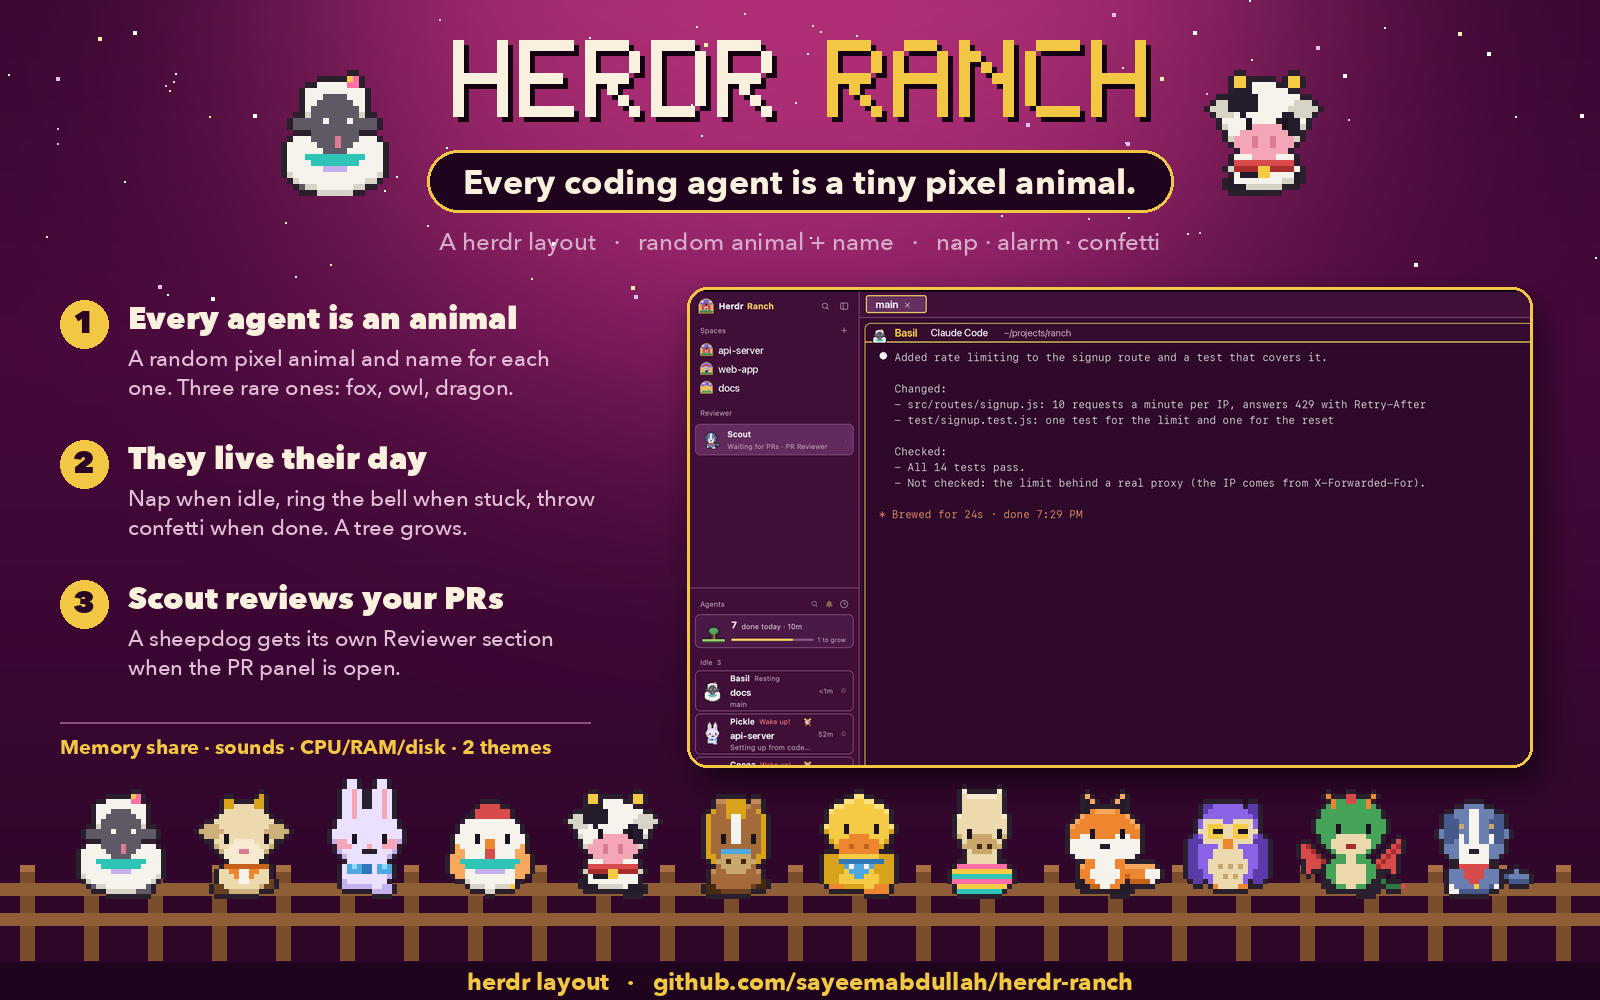 HERDR RANCH
Every coding agent is a tiny pixel animal.
A herdr layout · random animal + name · nap · alarm · confetti
1
Every agent is an animal
A random pixel animal and name for each
one. Three rare ones: fox, owl, dragon.
2
They live their day
Nap when idle, ring the bell when stuck, throw
confetti when done. A tree grows.
3
Scout reviews your PRs
A sheepdog gets its own Reviewer section
when the PR panel is open.
Memory share · sounds · CPU/RAM/disk · 2 themes
Herdr Ranch
Spaces +
api-server
web-app
docs
Reviewer
Scout
Waiting for PRs · PR Reviewer
Agents
7 done today · 10m
1 to grow
Idle 3
Basil Resting
docs <1m
main
Pickle Wake up!
api-server 52m
Setting up from code…
Cocoa Wake up!
main ×
Basil Claude Code ~/projects/ranch
Added rate limiting to the signup route and a test that covers it.
Changed:
– src/routes/signup.js: 10 requests a minute per IP, answers 429 with Retry-After
– test/signup.test.js: one test for the limit and one for the reset
Checked:
– All 14 tests pass.
– Not checked: the limit behind a real proxy (the IP comes from X-Forwarded-For).
* Brewed for 24s · done 7:29 PM
herdr layout · github.com/sayeemabdullah/herdr-ranch